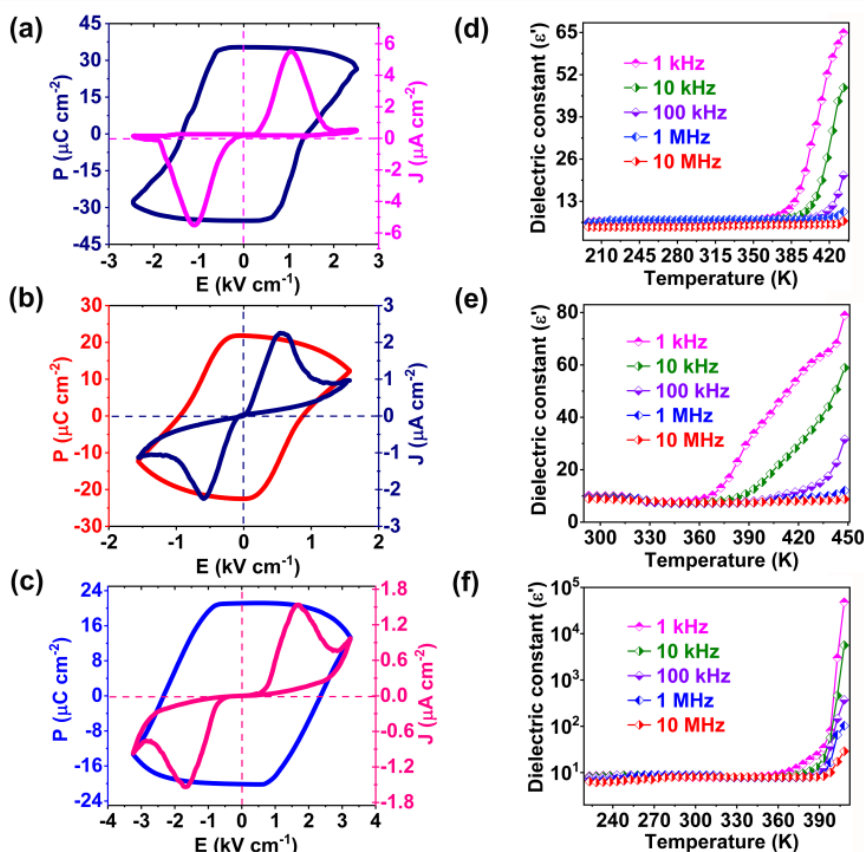 (a)
P (μC cm⁻²)
45
30
15
0
-15
-30
-45
6
4
2
0
-2
-4
-6
J (μA cm⁻²)
-3 -2 -1 0 1 2 3
E (kV cm⁻¹)
(d)
Dielectric constant (ε')
65
52
39
26
13
1 kHz
10 kHz
100 kHz
1 MHz
10 MHz
210 245 280 315 350 385 420
Temperature (K)
(b)
P (μC cm⁻²)
30
20
10
0
-10
-20
-30
3
2
1
0
-1
-2
-3
J (μA cm⁻²)
-2 -1 0 1 2
E (kV cm⁻¹)
(e)
Dielectric constant (ε')
80
60
40
20
0
1 kHz
10 kHz
100 kHz
1 MHz
10 MHz
300 330 360 390 420 450
Temperature (K)
(c)
P (μC cm⁻²)
24
16
8
0
-8
-16
-24
1.8
1.2
0.6
0.0
-0.6
-1.2
-1.8
J (μA cm⁻²)
-4 -3 -2 -1 0 1 2 3 4
E (kV cm⁻¹)
(f)
Dielectric constant (ε')
10⁵
10⁴
10³
10²
10¹
1 kHz
10 kHz
100 kHz
1 MHz
10 MHz
240 270 300 330 360 390
Temperature (K)